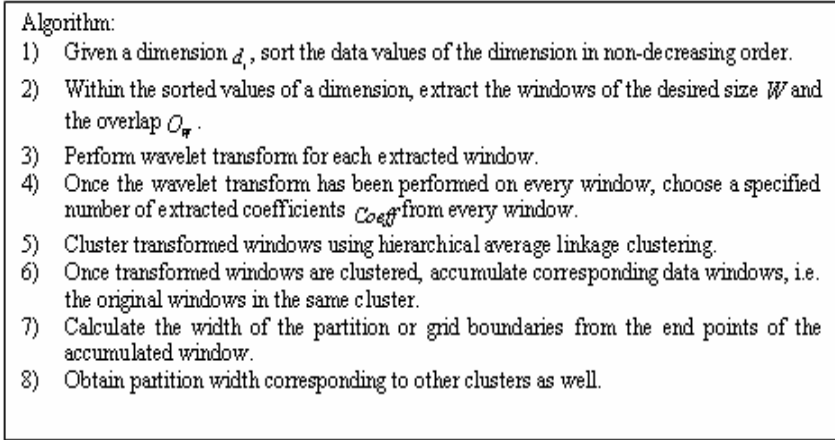 Algorithm:
1) Given a dimension d_i, sort the data values of the dimension in non-decreasing order.
2) Within the sorted values of a dimension, extract the windows of the desired size W and
the overlap O_W.
3) Perform wavelet transform for each extracted window.
4) Once the wavelet transform has been performed on every window, choose a specified
number of extracted coefficients Coeff from every window.
5) Cluster transformed windows using hierarchical average linkage clustering.
6) Once transformed windows are clustered, accumulate corresponding data windows, i.e.
the original windows in the same cluster.
7) Calculate the width of the partition or grid boundaries from the end points of the
accumulated window.
8) Obtain partition width corresponding to other clusters as well.